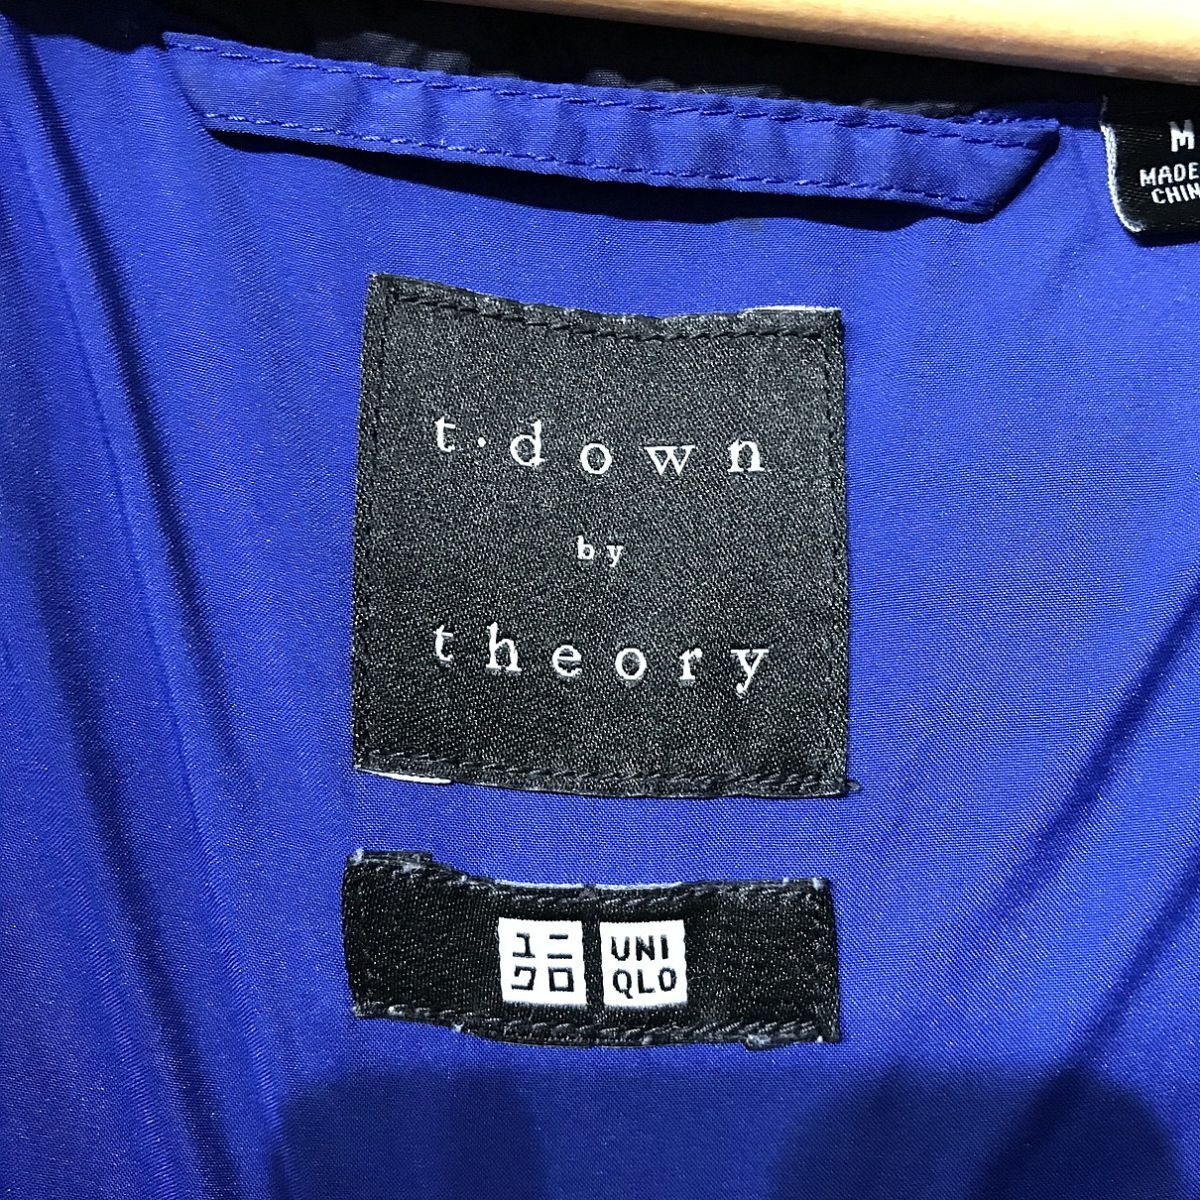 M
MADE
CHIN
t·down
by
theory
ユニ
クロ
UNI
QLO